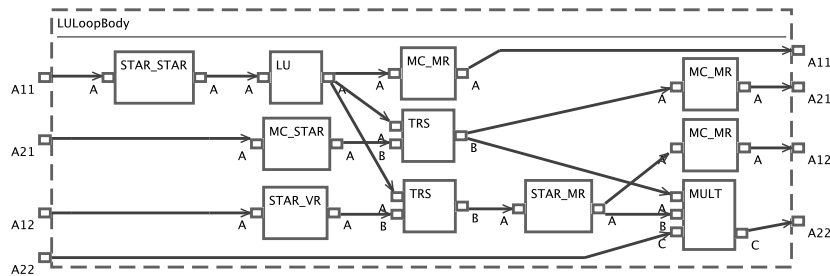 LULoopBody
A11
A
STAR_STAR
A
A
LU
A
A
MC_MR
A
A11
A
MC_MR
A
A21
A21
A
MC_STAR
A
A
B
TRS
B
A
MC_MR
A
A12
A12
A
STAR_VR
A
A
B
TRS
B
A
STAR_MR
A
A
B
C
MULT
C
A22
A22